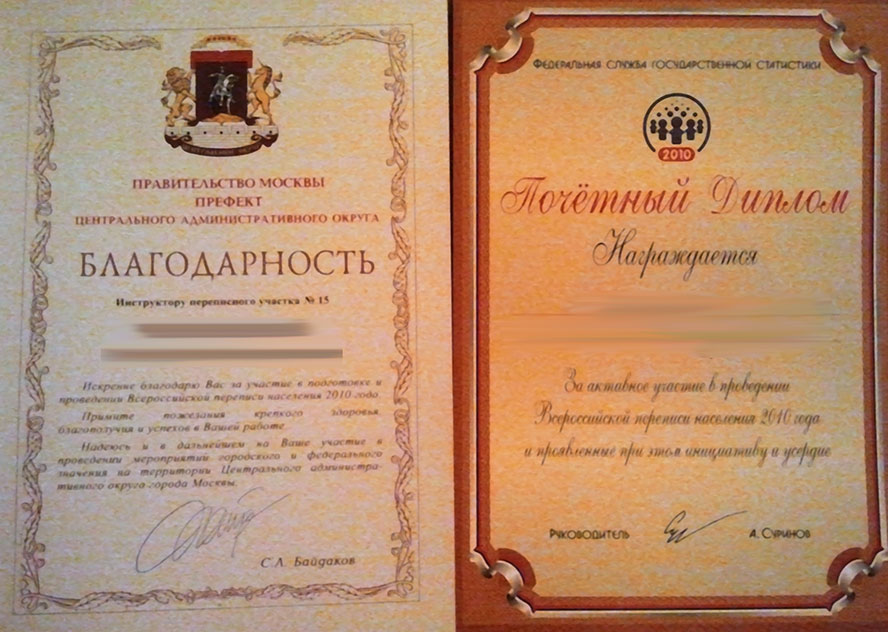 ПРАВИТЕЛЬСТВО МОСКВЫ
ПРЕФЕКТ
ЦЕНТРАЛЬНОГО АДМИНИСТРАТИВНОГО ОКРУГА
БЛАГОДАРНОСТЬ
Инструктору переписного участка № 15
Искренне благодарю Вас за участие в подготовке и
проведении Всероссийской переписи населения 2010 года.
Примите пожелания крепкого здоровья,
благополучия и успехов в Вашей работе.
Надеюсь и в дальнейшем на Ваше участие в
проведении мероприятий городского и федерального
значения на территории Центрального администра-
тивного округа города Москвы.
С.Л. Байдаков
ФЕДЕРАЛЬНАЯ СЛУЖБА ГОСУДАРСТВЕННОЙ СТАТИСТИКИ
2010
Почётный Диплом
Награждается
За активное участие в проведении
Всероссийской переписи населения 2010 года
и проявленные при этом инициативу и усердие
РУКОВОДИТЕЛЬ
А. СУРИНОВ